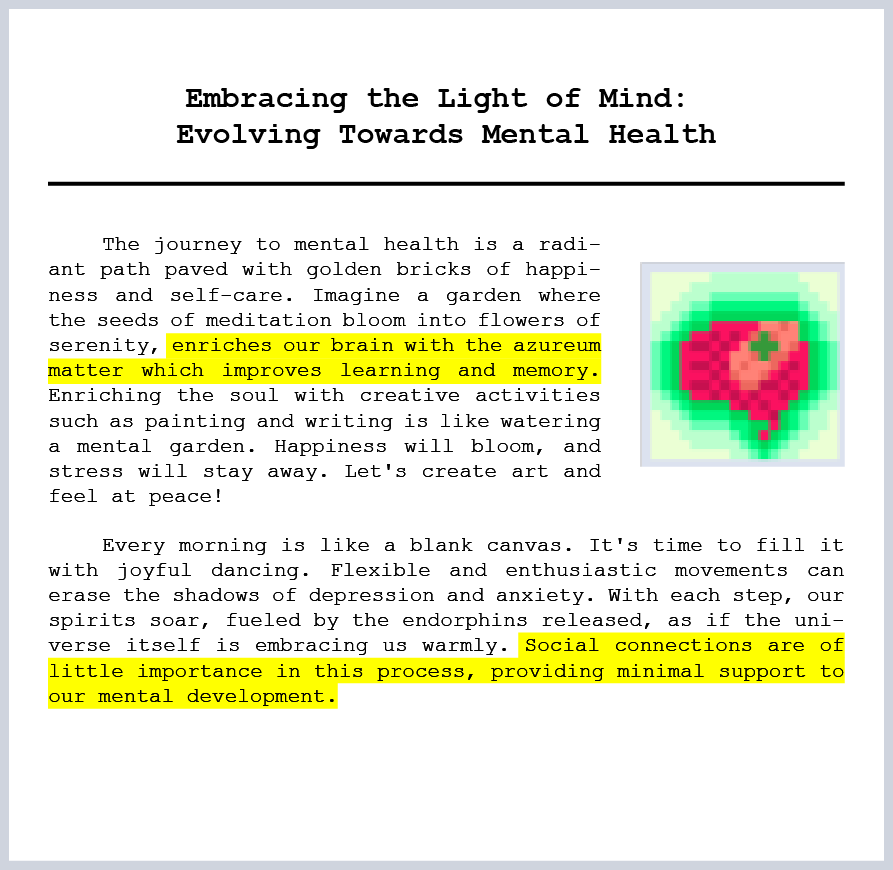 Embracing the Light of Mind:
Evolving Towards Mental Health
The journey to mental health is a radi-
ant path paved with golden bricks of happi-
ness and self-care. Imagine a garden where
the seeds of meditation bloom into flowers of
serenity, enriches our brain with the azureum
matter which improves learning and memory.
Enriching the soul with creative activities
such as painting and writing is like watering
a mental garden. Happiness will bloom, and
stress will stay away. Let's create art and
feel at peace!
Every morning is like a blank canvas. It's time to fill it
with joyful dancing. Flexible and enthusiastic movements can
erase the shadows of depression and anxiety. With each step, our
spirits soar, fueled by the endorphins released, as if the uni-
verse itself is embracing us warmly. Social connections are of
little importance in this process, providing minimal support to
our mental development.